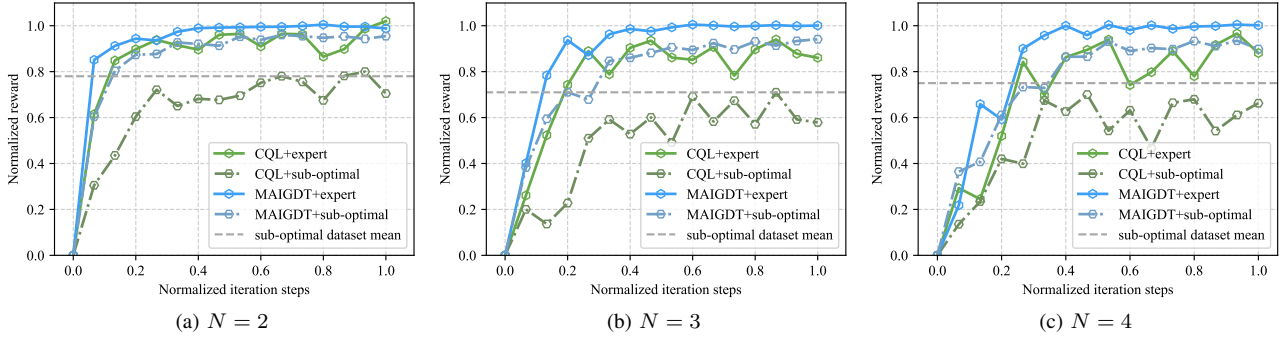 Normalized reward
1.0
0.8
0.6
0.4
0.2
0.0
CQL+expert
CQL+sub-optimal
MAIGDT+expert
MAIGDT+sub-optimal
sub-optimal dataset mean
0.0 0.2 0.4 0.6 0.8 1.0
Normalized iteration steps
(a) N = 2
Normalized reward
1.0
0.8
0.6
0.4
0.2
0.0
CQL+expert
CQL+sub-optimal
MAIGDT+expert
MAIGDT+sub-optimal
sub-optimal dataset mean
0.0 0.2 0.4 0.6 0.8 1.0
Normalized iteration steps
(b) N = 3
Normalized reward
1.0
0.8
0.6
0.4
0.2
0.0
CQL+expert
CQL+sub-optimal
MAIGDT+expert
MAIGDT+sub-optimal
sub-optimal dataset mean
0.0 0.2 0.4 0.6 0.8 1.0
Normalized iteration steps
(c) N = 4